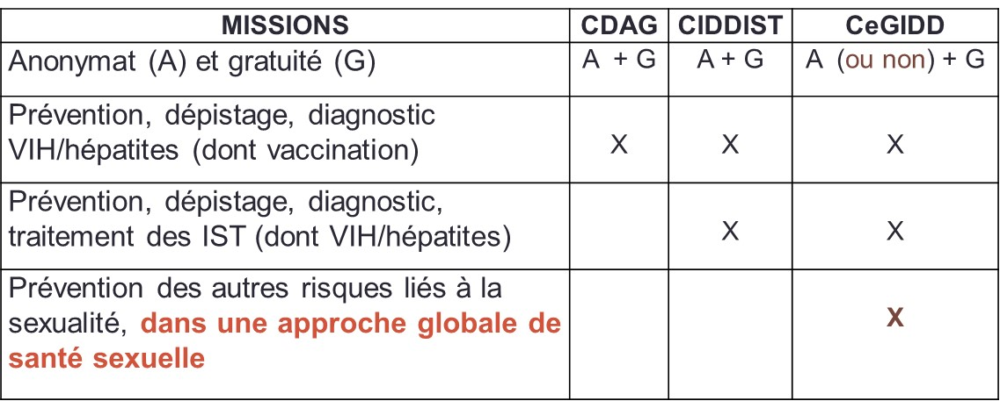 MISSIONS CDAG CIDDIST CeGIDD
Anonymat (A) et gratuité (G) A + G A + G A (ou non) + G
Prévention, dépistage, diagnostic
VIH/hépatites (dont vaccination) X X X
Prévention, dépistage, diagnostic,
traitement des IST (dont VIH/hépatites) X X
Prévention des autres risques liés à la
sexualité, dans une approche globale de X
santé sexuelle